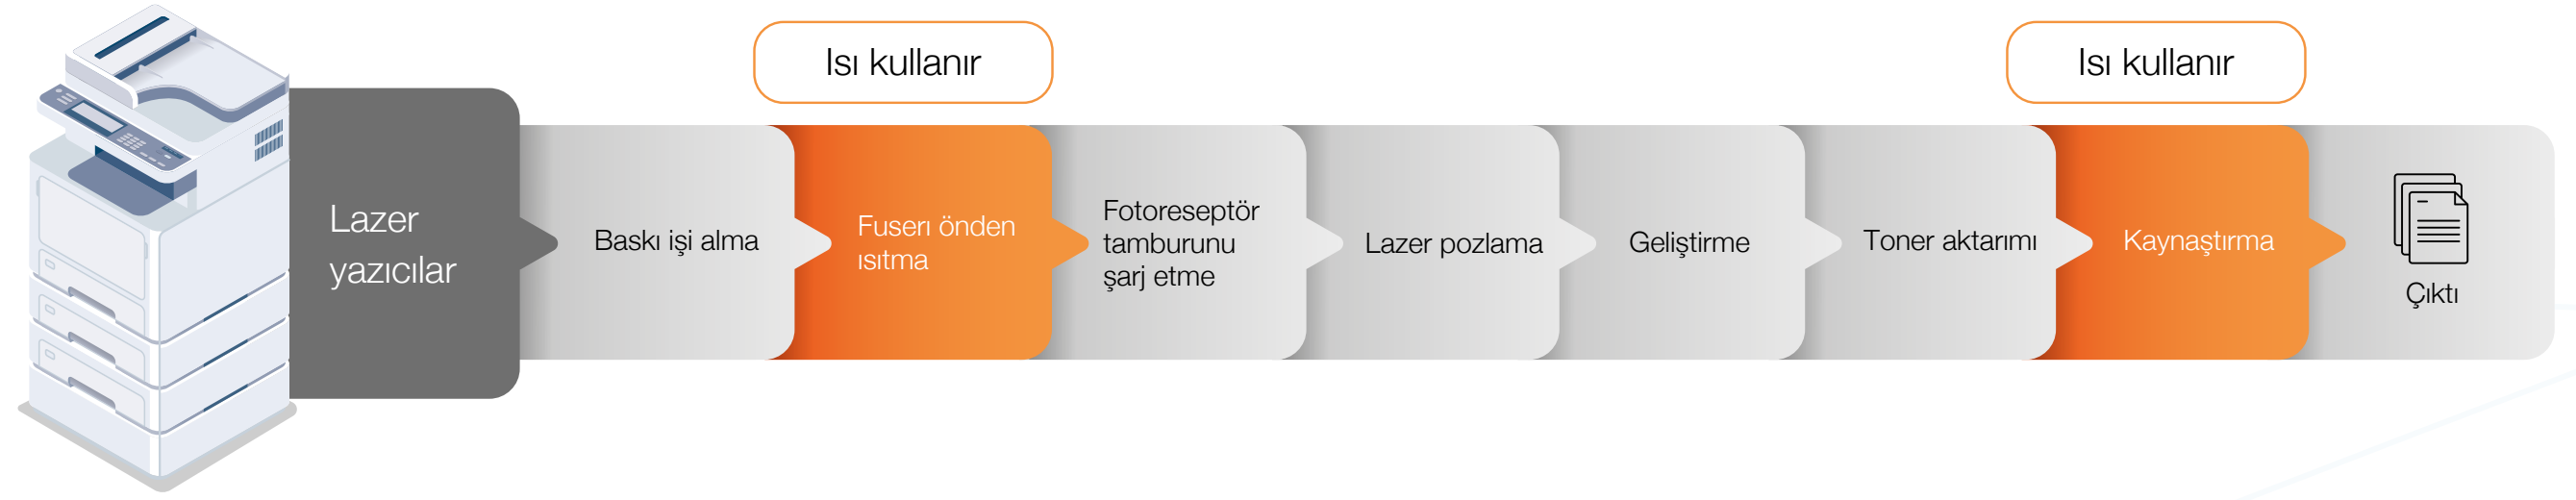 Isı kullanır
Isı kullanır
Lazer
yazıcılar
Baskı işi alma
Fuserı önden
ısıtma
Fotoreseptör
tamburunu
şarj etme
Lazer pozlama
Geliştirme
Toner aktarımı
Kaynaştırma
Çıktı